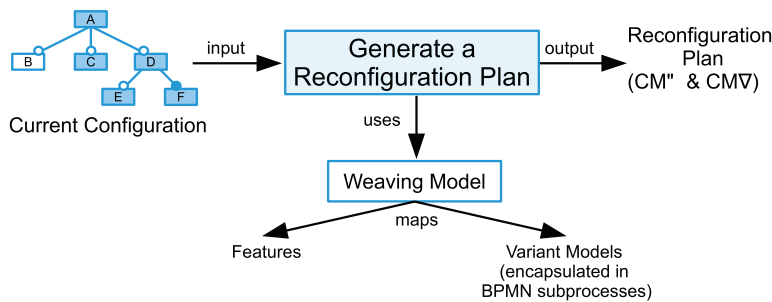 A
B
C
D
E
F
Current Configuration
input
Generate a
Reconfiguration Plan
output
Reconfiguration
Plan
(CM" & CM∇)
uses
Weaving Model
maps
Features
Variant Models
(encapsulated in
BPMN subprocesses)